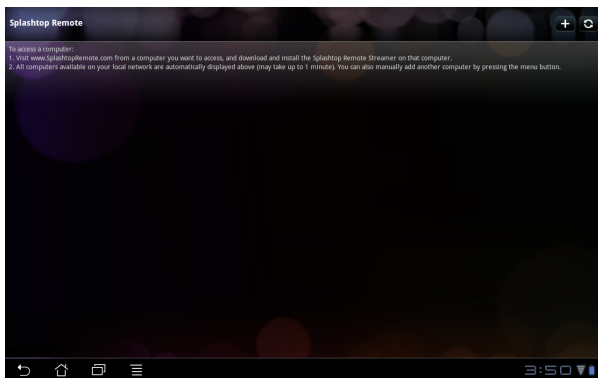 Splashtop Remote
To access a computer:
1. Visit www.SplashtopRemote.com from a computer you want to access, and download and install the Splashtop Remote Streamer on that computer.
2. All computers available on your local network are automatically displayed above (may take up to 1 minute). You can also manually add another computer by pressing the menu button.
3:50